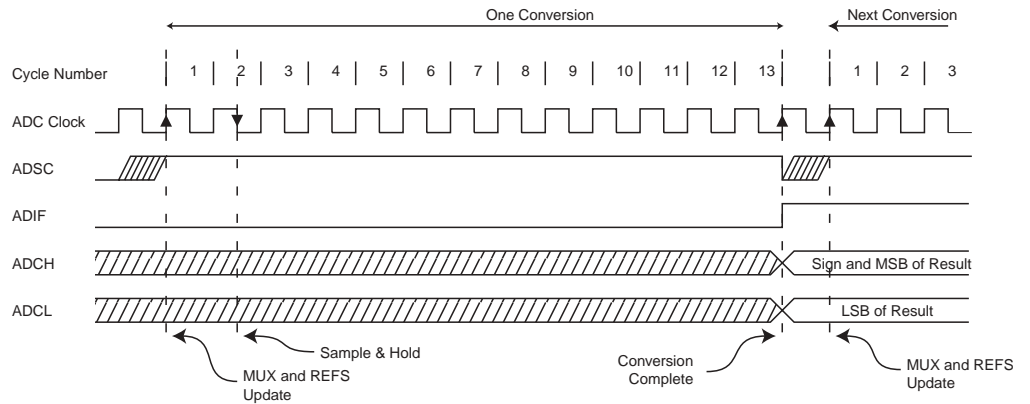 One Conversion
Next Conversion
Cycle Number 1 2 3 4 5 6 7 8 9 10 11 12 13 1 2 3
ADC Clock
ADSC
ADIF
ADCH
Sign and MSB of Result
ADCL
LSB of Result
Sample & Hold
MUX and REFS
Update
Conversion
Complete
MUX and REFS
Update